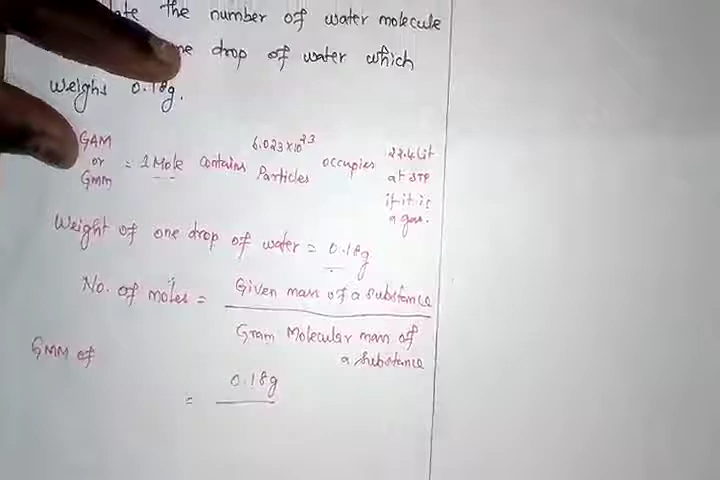 the number of water molecule
drop of water which
weighs 0.18g.
GAM or GMM = 1 Mole contains 6.023x10^23 Particles occupies 22.4 lit at STP if it is a gas.
Weight of one drop of water = 0.18g
No. of moles = Given mass of a substance
Gram Molecular mass of a substance
GMM of
= 0.18g